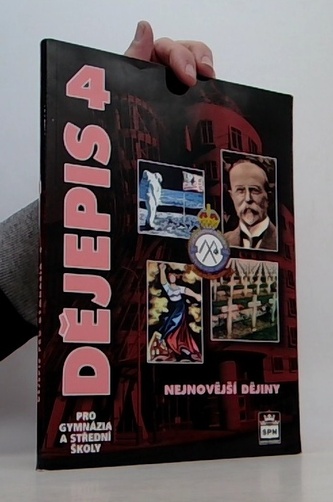 DĚJEPIS 4
NEJNOVĚJŠÍ DĚJINY
PRO
GYMNÁZIA
A STŘEDNÍ
ŠKOLY
SPN